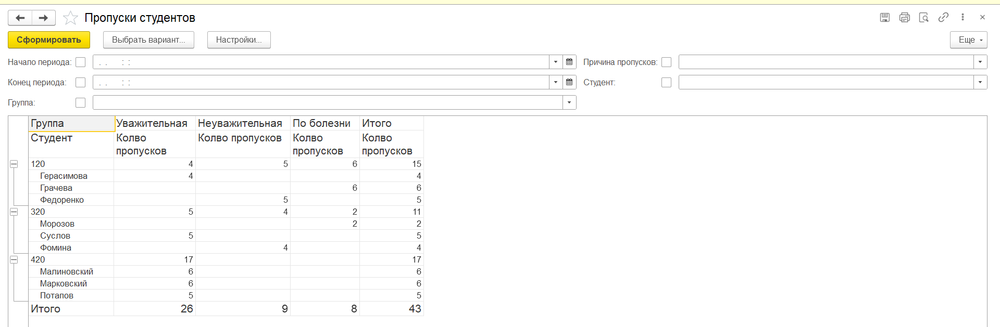 Пропуски студентов
Сформировать Выбрать вариант... Настройки... Еще
Начало периода: . . : : Причина пропусков:
Конец периода: . . : : Студент:
Группа:
Группа Уважительная Неуважительная По болезни Итого
Студент Колво пропусков Колво пропусков Колво пропусков Колво пропусков
120 4 5 6 15
Герасимова 4 4
Грачева 6 6
Федоренко 5 5
320 5 4 2 11
Морозов 2 2
Суслов 5 5
Фомина 4 4
420 17 17
Малиновский 6 6
Марковский 6 6
Потапов 5 5
Итого 26 9 8 43